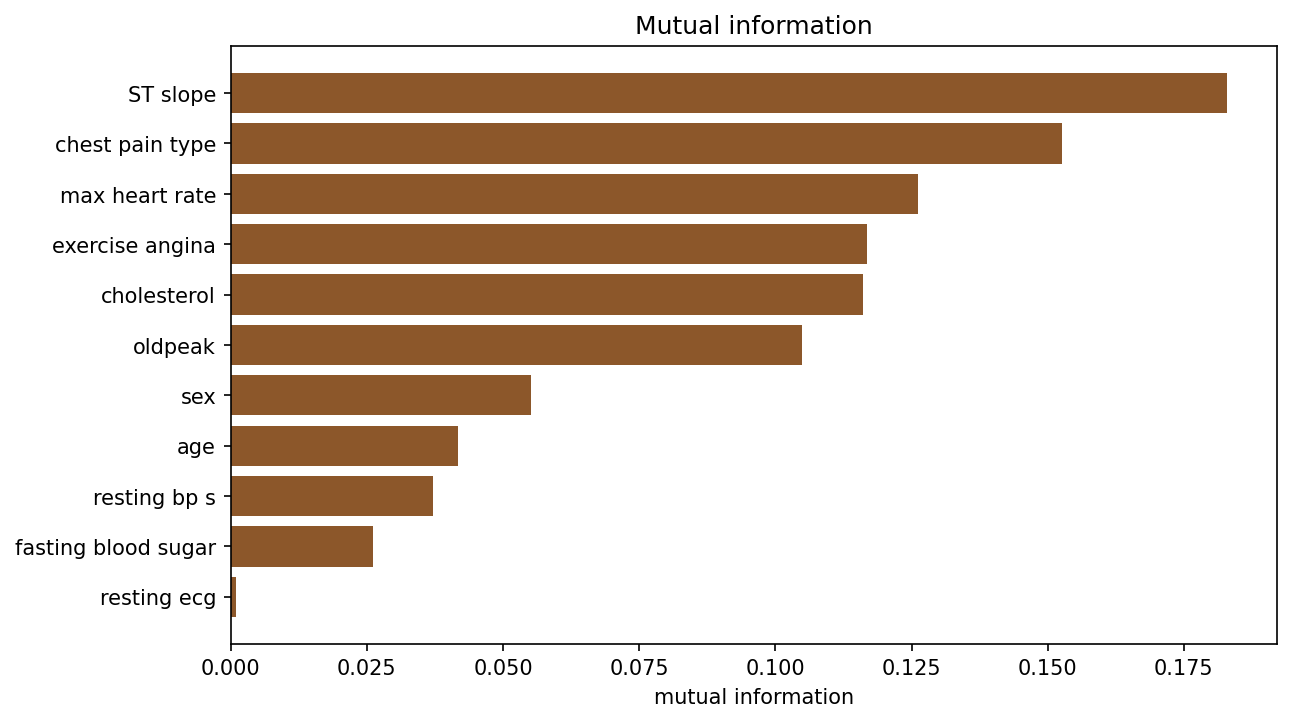 Mutual information
ST slope
chest pain type
max heart rate
exercise angina
cholesterol
oldpeak
sex
age
resting bp s
fasting blood sugar
resting ecg
0.000 0.025 0.050 0.075 0.100 0.125 0.150 0.175
mutual information